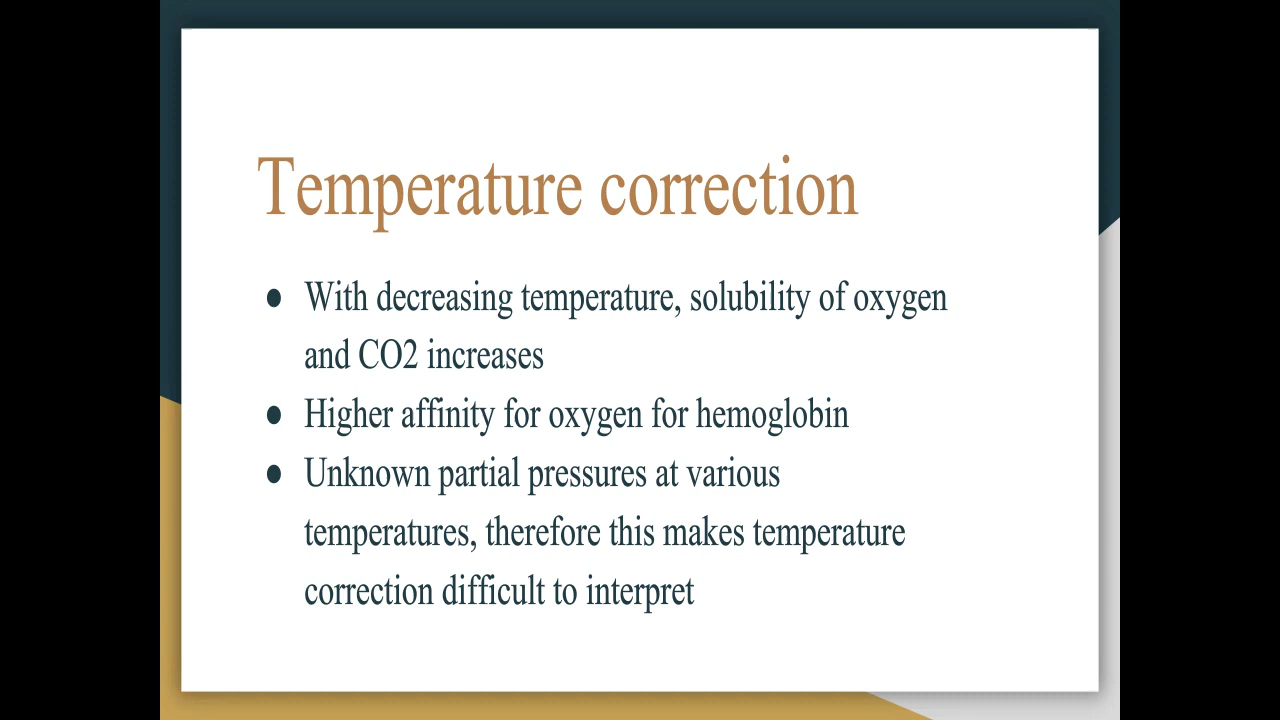 Temperature correction
● With decreasing temperature, solubility of oxygen
and CO2 increases
● Higher affinity for oxygen for hemoglobin
● Unknown partial pressures at various
temperatures, therefore this makes temperature
correction difficult to interpret